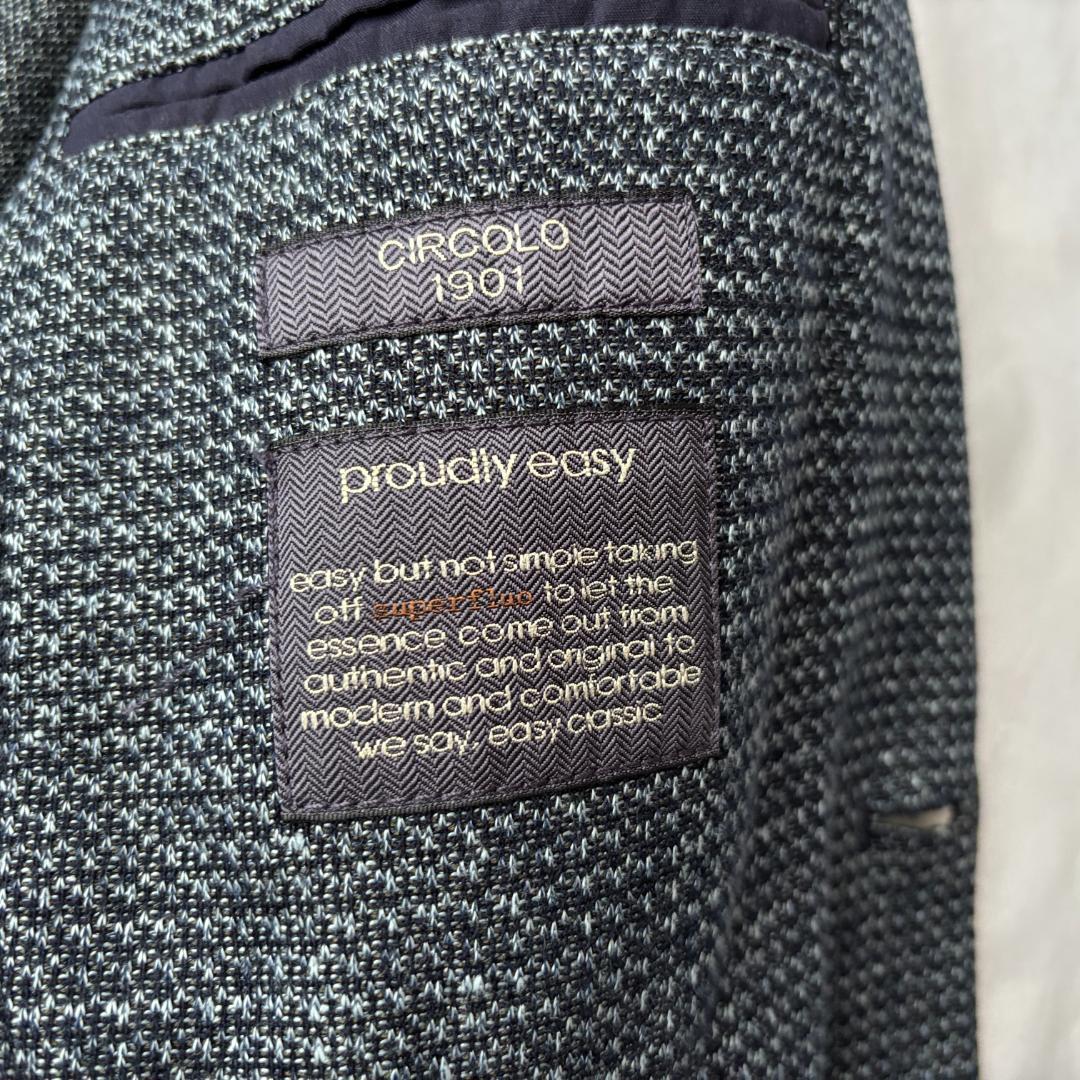 CIRCOLO
1901
proudly easy
easy but not simple taking
off superfluo to let the
essence come out from
authentic and original to
modern and comfortable
we say, easy classic